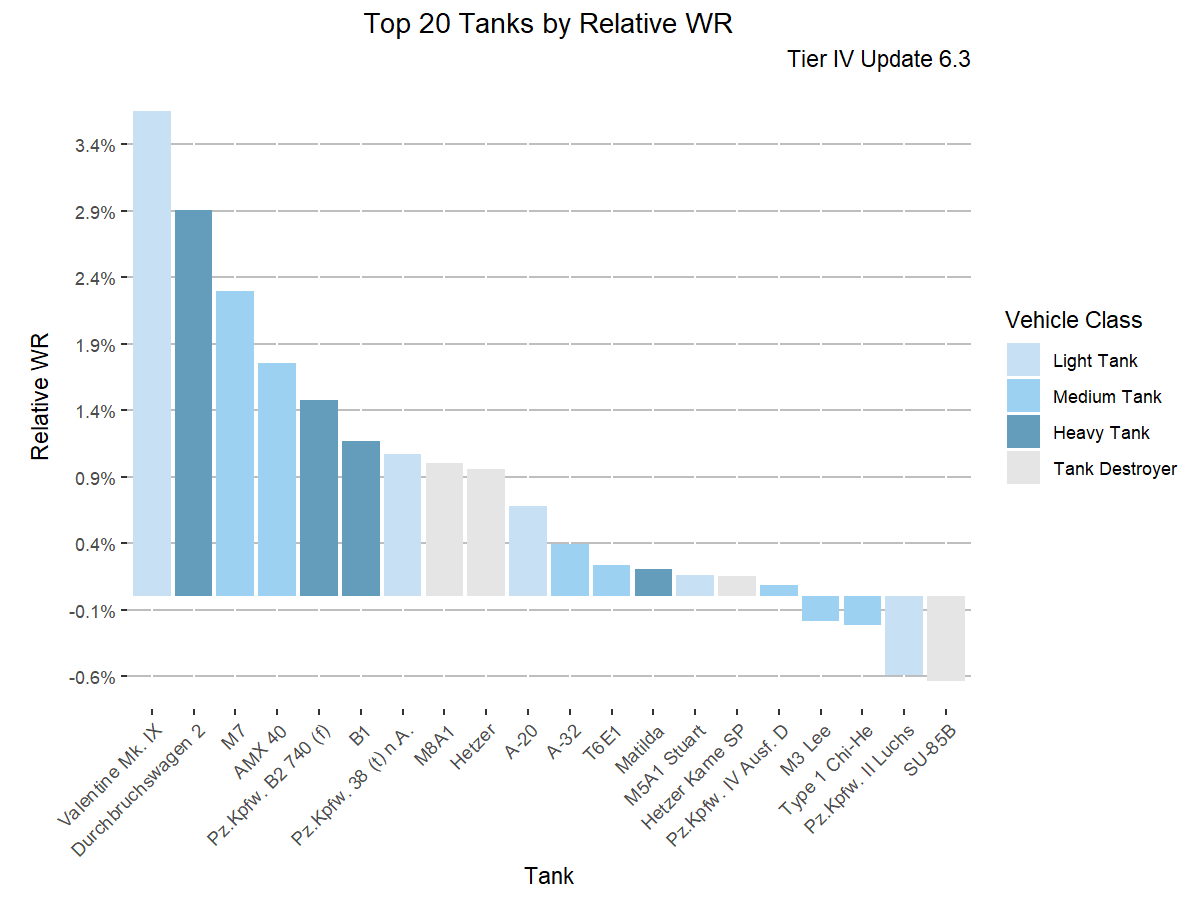 Top 20 Tanks by Relative WR
Tier IV Update 6.3
3.4%
2.9%
2.4%
1.9%
1.4%
0.9%
0.4%
-0.1%
-0.6%
Relative WR
Valentine Mk. IX
Durchbruchswagen 2
M7
AMX 40
Pz.Kpfw. B2 740 (f)
B1
Pz.Kpfw. 38 (t) n A.
M8A1
Hetzer
A-20
A-32
T6E1
Matilda
M5A1 Stuart
Hetzer Kame SP
Pz.Kpfw. IV Ausf. D
M3 Lee
Type 1 Chi-He
Pz.Kpfw. II Luchs
SU-85B
Tank
Vehicle Class
Light Tank
Medium Tank
Heavy Tank
Tank Destroyer